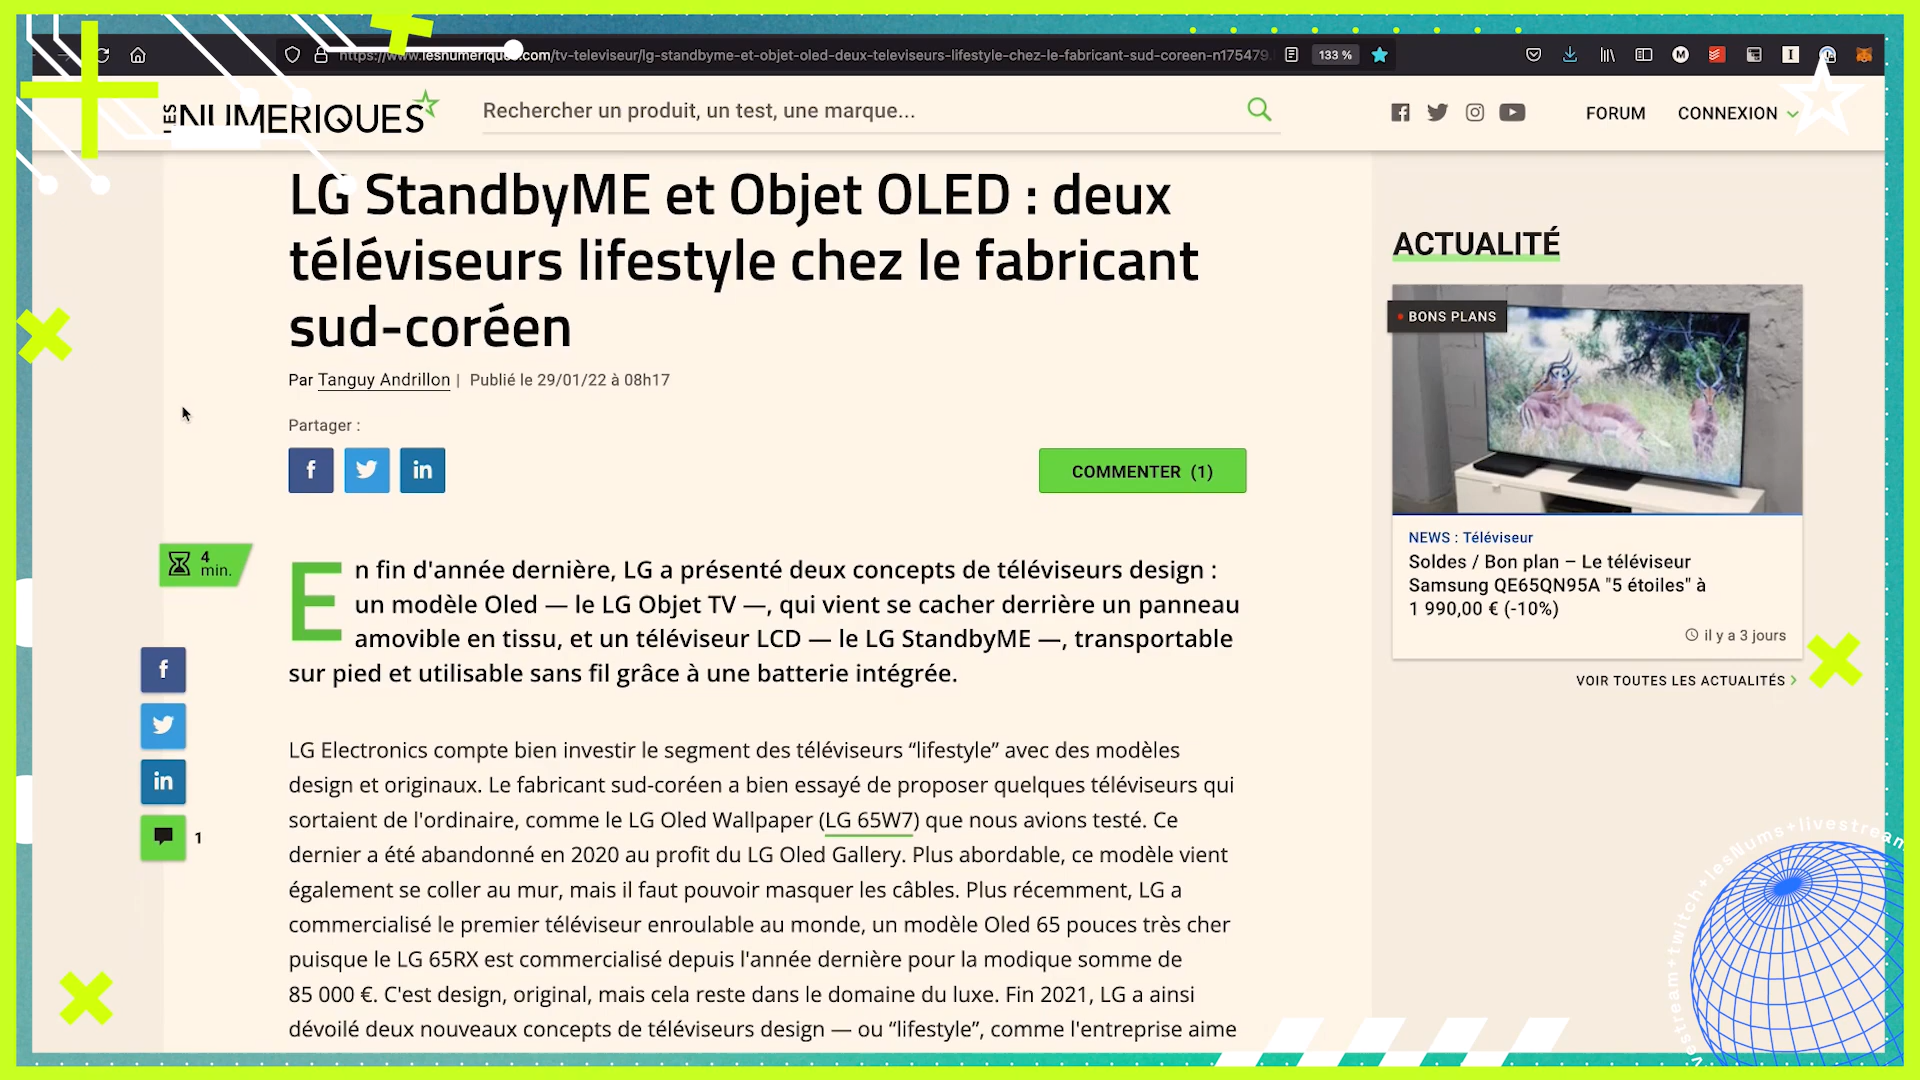 https://www.lesnumeriques.com/tv-televiseur/lg-standbyme-et-objet-oled-deux-televiseurs-lifestyle-chez-le-fabricant-sud-coreen-n175479.
133 %
LES NUMERIQUES
Rechercher un produit, un test, une marque...
FORUM
CONNEXION
LG StandbyME et Objet OLED : deux
téléviseurs lifestyle chez le fabricant
sud-coréen
Par Tanguy Andrillon | Publié le 29/01/22 à 08h17
Partager :
COMMENTER (1)
4
min.
En fin d'année dernière, LG a présenté deux concepts de téléviseurs design :
un modèle Oled — le LG Objet TV —, qui vient se cacher derrière un panneau
amovible en tissu, et un téléviseur LCD — le LG StandbyME —, transportable
sur pied et utilisable sans fil grâce à une batterie intégrée.
1
LG Electronics compte bien investir le segment des téléviseurs “lifestyle” avec des modèles
design et originaux. Le fabricant sud-coréen a bien essayé de proposer quelques téléviseurs qui
sortaient de l'ordinaire, comme le LG Oled Wallpaper (LG 65W7) que nous avions testé. Ce
dernier a été abandonné en 2020 au profit du LG Oled Gallery. Plus abordable, ce modèle vient
également se coller au mur, mais il faut pouvoir masquer les câbles. Plus récemment, LG a
commercialisé le premier téléviseur enroulable au monde, un modèle Oled 65 pouces très cher
puisque le LG 65RX est commercialisé depuis l'année dernière pour la modique somme de
85 000 €. C'est design, original, mais cela reste dans le domaine du luxe. Fin 2021, LG a ainsi
dévoilé deux nouveaux concepts de téléviseurs design — ou “lifestyle”, comme l'entreprise aime
ACTUALITÉ
BONS PLANS
NEWS : Téléviseur
Soldes / Bon plan – Le téléviseur
Samsung QE65QN95A "5 étoiles" à
1 990,00 € (-10%)
il y a 3 jours
VOIR TOUTES LES ACTUALITÉS
vestream+twitch+lesNums+livestream